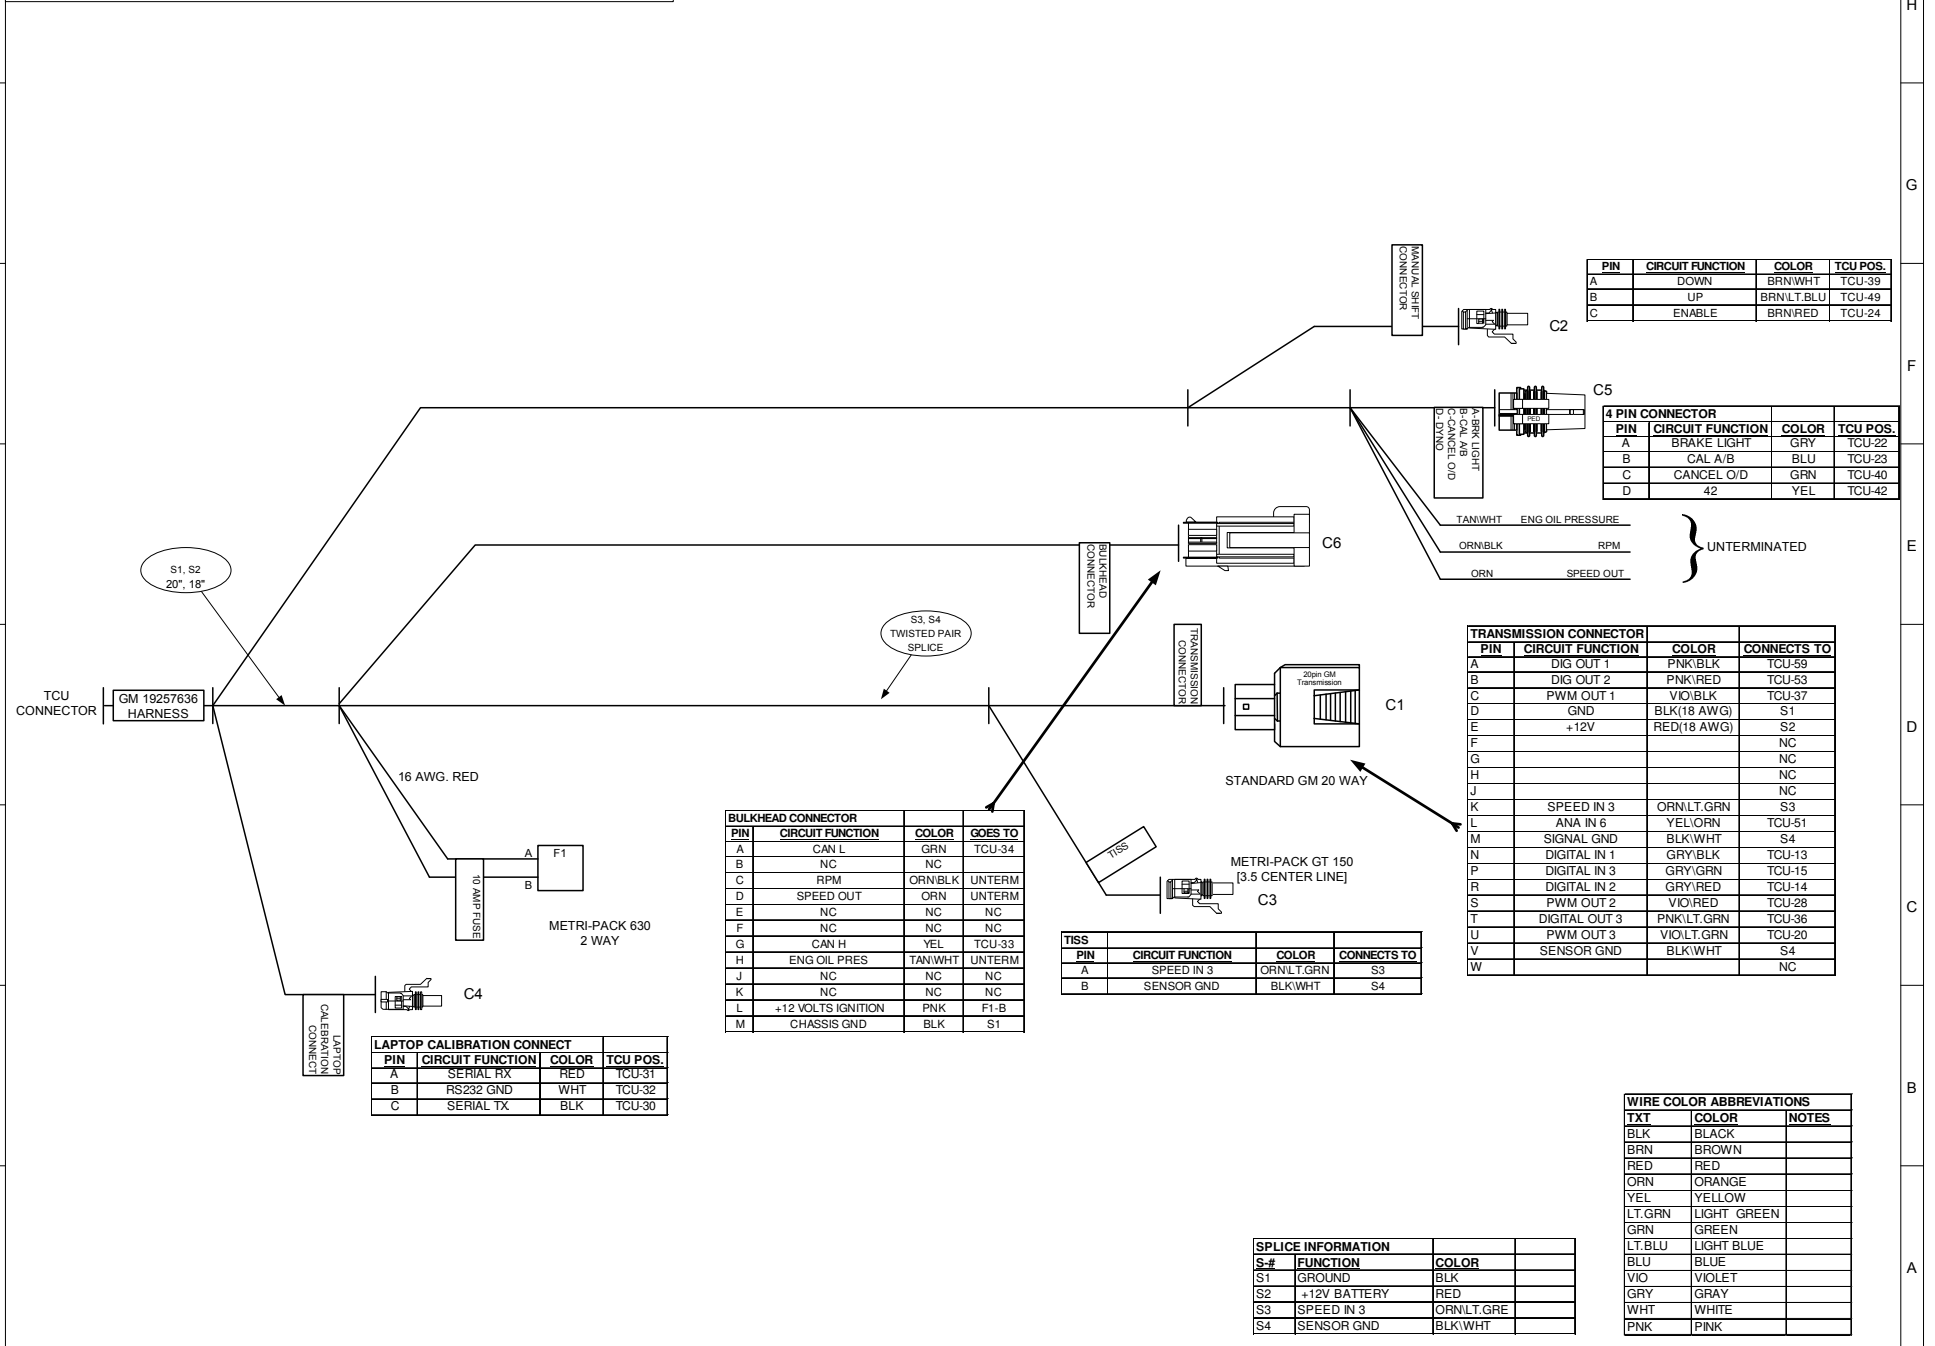 H
G
F
E
D
C
B
A
MANUAL SHIFT
CONNECTOR
C2
PIN CIRCUIT FUNCTION COLOR TCU POS.
A DOWN BRN\WHT TCU-39
B UP BRN\LT.BLU TCU-49
C ENABLE BRN\RED TCU-24
A-BRK LIGHT
B-CAL A/B
C-CANCEL O/D
D- DYNO
PED
C5
4 PIN CONNECTOR
PIN CIRCUIT FUNCTION COLOR TCU POS.
A BRAKE LIGHT GRY TCU-22
B CAL A/B BLU TCU-23
C CANCEL O/D GRN TCU-40
D 42 YEL TCU-42
TAN\WHT ENG OIL PRESSURE
ORN\BLK RPM
ORN SPEED OUT
UNTERMINATED
BULKHEAD
CONNECTOR
C6
S1, S2
20", 18"
S3, S4
TWISTED PAIR
SPLICE
TCU
CONNECTOR
GM 19257636
HARNESS
TRANSMISSION
CONNECTOR
20pin GM
Transmission
C1
STANDARD GM 20 WAY
TRANSMISSION CONNECTOR
PIN CIRCUIT FUNCTION COLOR CONNECTS TO
A DIG OUT 1 PNK\BLK TCU-59
B DIG OUT 2 PNK\RED TCU-53
C PWM OUT 1 VIO\BLK TCU-37
D GND BLK(18 AWG) S1
E +12V RED(18 AWG) S2
F NC
G NC
H NC
J NC
K SPEED IN 3 ORN\LT.GRN S3
L ANA IN 6 YEL\ORN TCU-51
M SIGNAL GND BLK\WHT S4
N DIGITAL IN 1 GRY\BLK TCU-13
P DIGITAL IN 3 GRY\GRN TCU-15
R DIGITAL IN 2 GRY\RED TCU-14
S PWM OUT 2 VIO\RED TCU-28
T DIGITAL OUT 3 PNK\LT.GRN TCU-36
U PWM OUT 3 VIO\LT.GRN TCU-20
V SENSOR GND BLK\WHT S4
W NC
16 AWG. RED
A
B
F1
10 AMP FUSE
METRI-PACK 630
2 WAY
BULKHEAD CONNECTOR
PIN CIRCUIT FUNCTION COLOR GOES TO
A CAN L GRN TCU-34
B NC NC
C RPM ORN\BLK UNTERM
D SPEED OUT ORN UNTERM
E NC NC NC
F NC NC NC
G CAN H YEL TCU-33
H ENG OIL PRES TAN\WHT UNTERM
J NC NC NC
K NC NC NC
L +12 VOLTS IGNITION PNK F1-B
M CHASSIS GND BLK S1
TISS
METRI-PACK GT 150
[3.5 CENTER LINE]
C3
TISS
PIN CIRCUIT FUNCTION COLOR CONNECTS TO
A SPEED IN 3 ORN\LT.GRN S3
B SENSOR GND BLK\WHT S4
C4
LAPTOP
CALEBRATION
CONNECT
LAPTOP CALIBRATION CONNECT
PIN CIRCUIT FUNCTION COLOR TCU POS.
A SERIAL RX RED TCU-31
B RS232 GND WHT TCU-32
C SERIAL TX BLK TCU-30
WIRE COLOR ABBREVIATIONS
TXT COLOR NOTES
BLK BLACK
BRN BROWN
RED RED
ORN ORANGE
YEL YELLOW
LT.GRN LIGHT GREEN
GRN GREEN
LT.BLU LIGHT BLUE
BLU BLUE
VIO VIOLET
GRY GRAY
WHT WHITE
PNK PINK
SPLICE INFORMATION
S-# FUNCTION COLOR
S1 GROUND BLK
S2 +12V BATTERY RED
S3 SPEED IN 3 ORN\LT.GRE
S4 SENSOR GND BLK\WHT